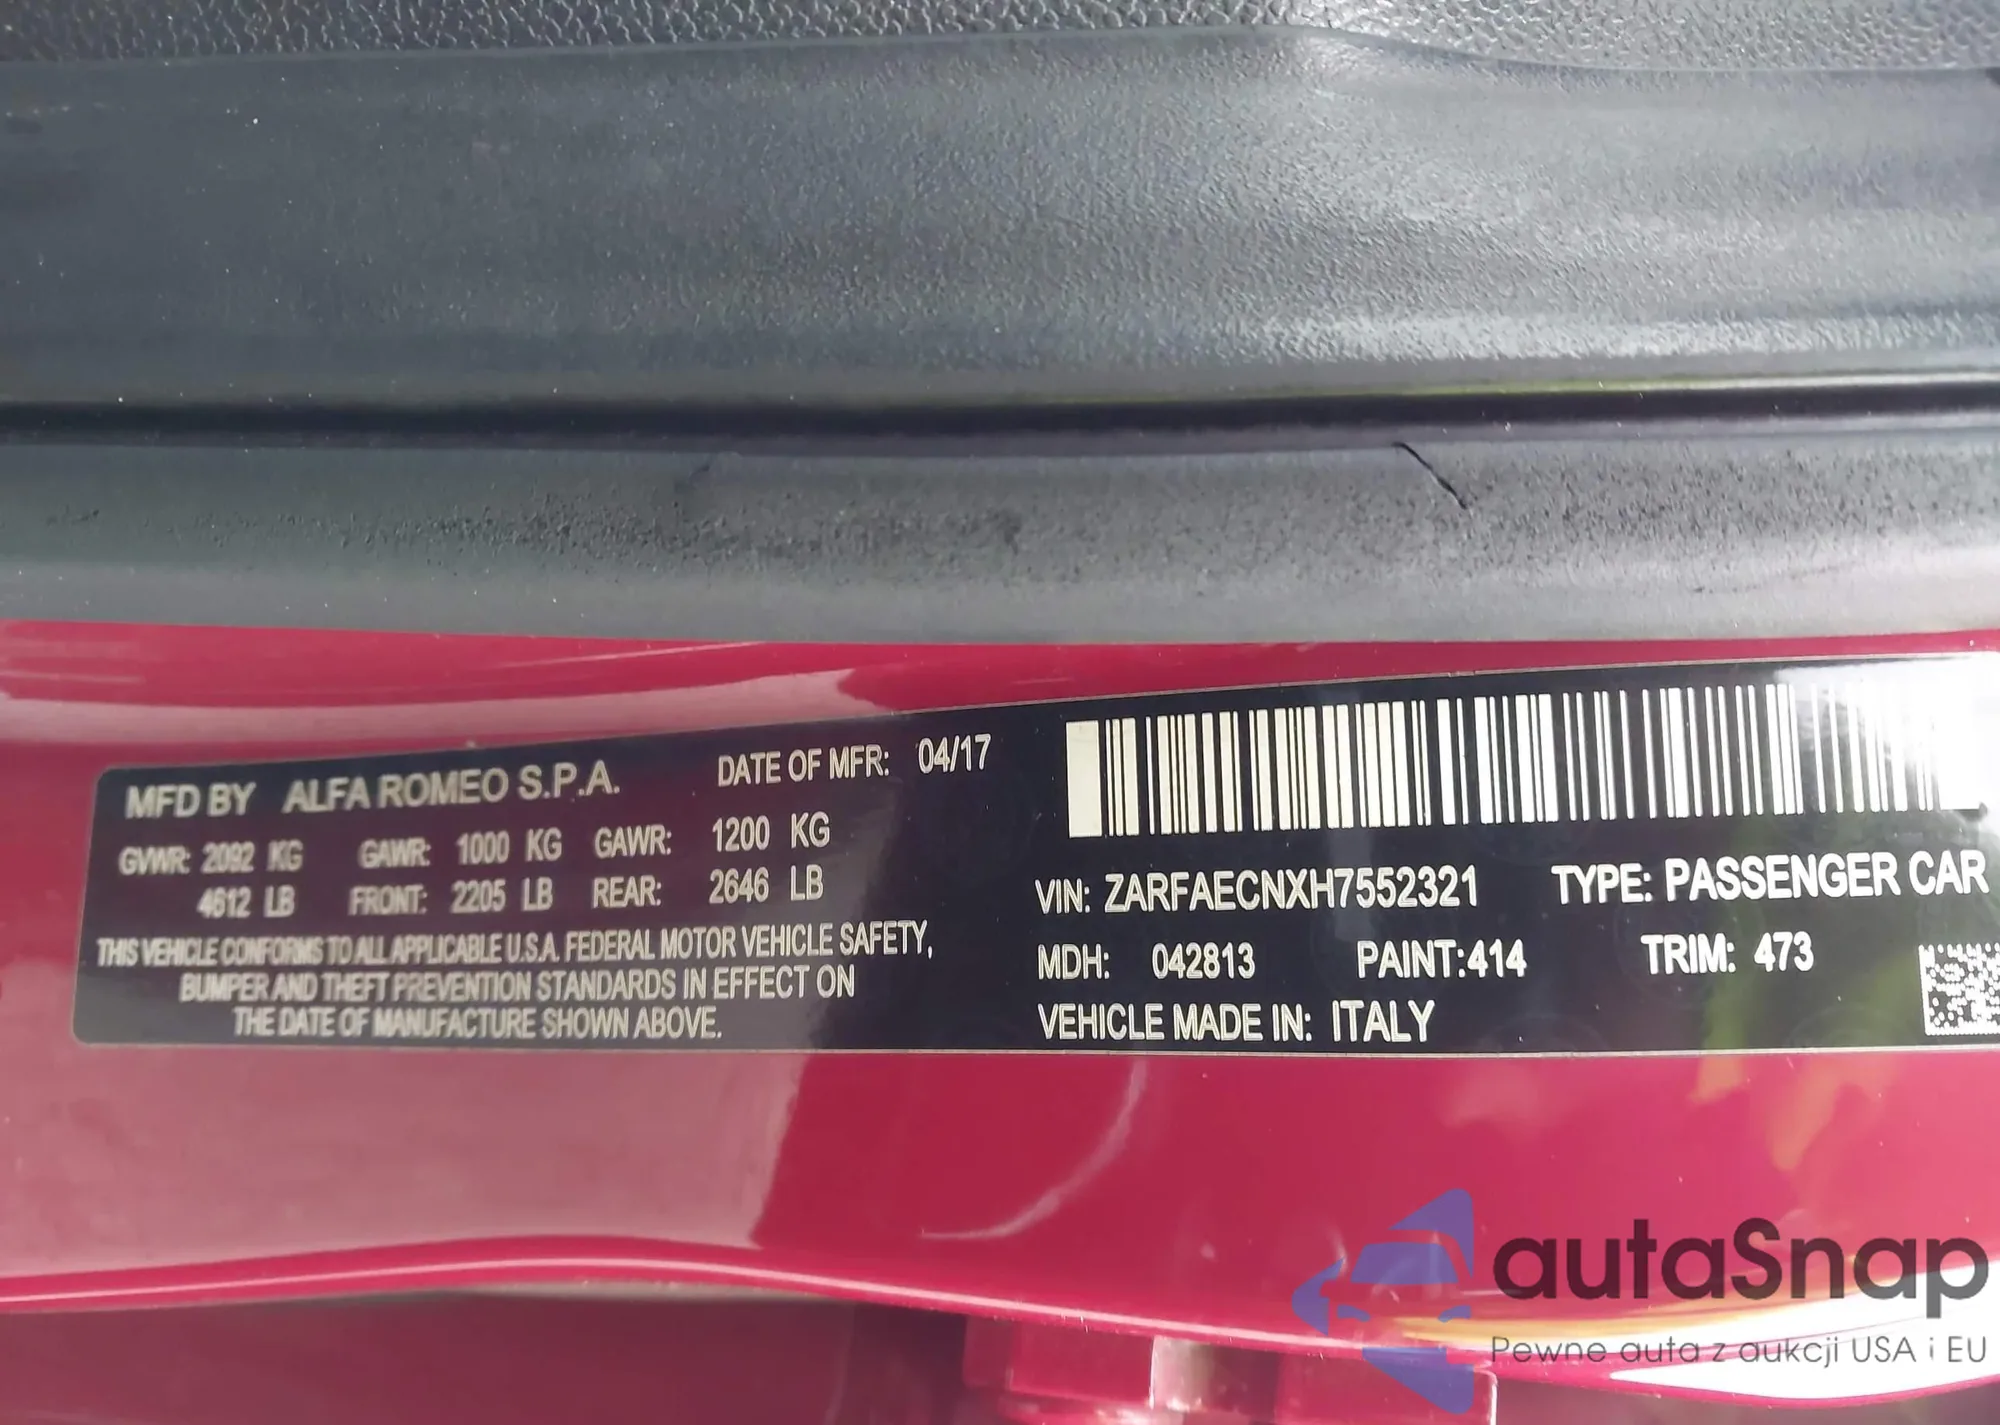 MFD BY ALFA ROMEO S.P.A. DATE OF MFR: 04/17
GVWR: 2092 KG GAWR: 1000 KG GAWR: 1200 KG
4612 LB FRONT: 2205 LB REAR: 2646 LB
THIS VEHICLE CONFORMS TO ALL APPLICABLE U.S.A. FEDERAL MOTOR VEHICLE SAFETY,
BUMPER AND THEFT PREVENTION STANDARDS IN EFFECT ON
THE DATE OF MANUFACTURE SHOWN ABOVE.
VIN: ZARFAECNXH7552321 TYPE: PASSENGER CAR
MDH: 042813 PAINT:414 TRIM: 473
VEHICLE MADE IN: ITALY
autaSnap
Pewne auta z aukcji USA i EU